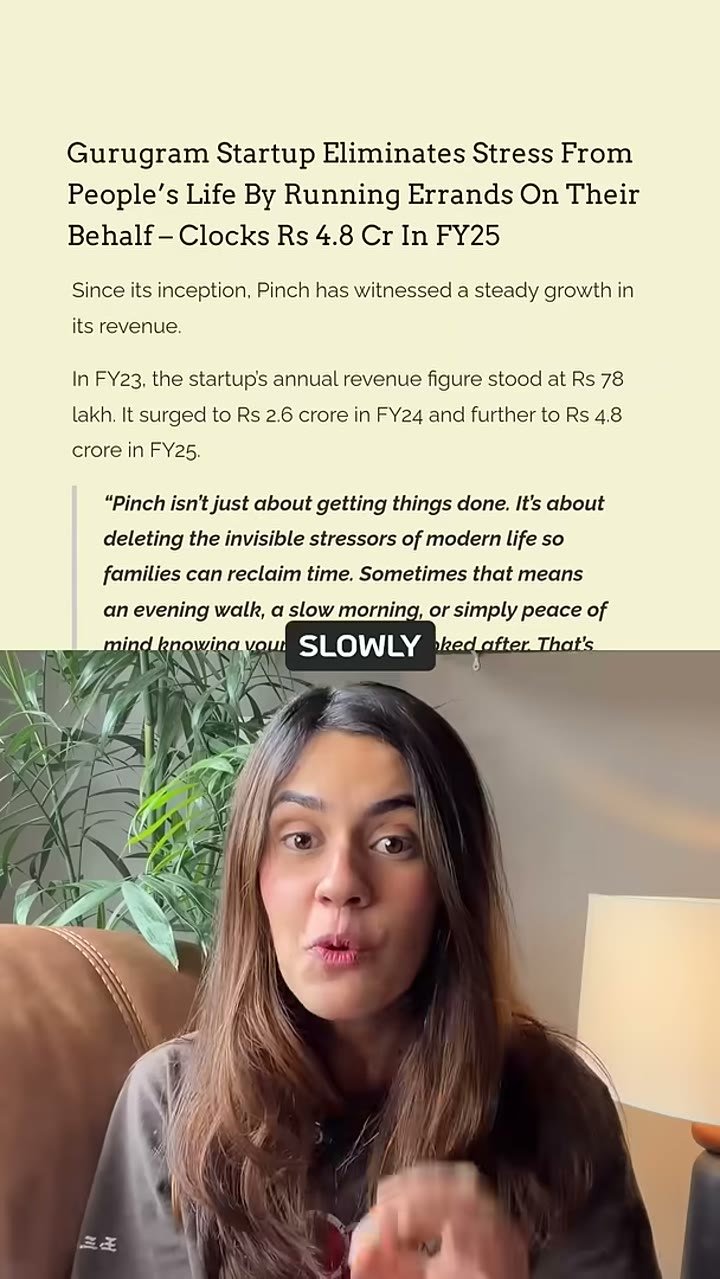 Gurugram Startup Eliminates Stress From
People’s Life By Running Errands On Their
Behalf – Clocks Rs 4.8 Cr In FY25
Since its inception, Pinch has witnessed a steady growth in
its revenue.
In FY23, the startup’s annual revenue figure stood at Rs 78
lakh. It surged to Rs 2.6 crore in FY24 and further to Rs 4.8
crore in FY25.
“Pinch isn’t just about getting things done. It’s about
deleting the invisible stressors of modern life so
families can reclaim time. Sometimes that means
an evening walk, a slow morning, or simply peace of
mind knowing your after. That’s
SLOWLY